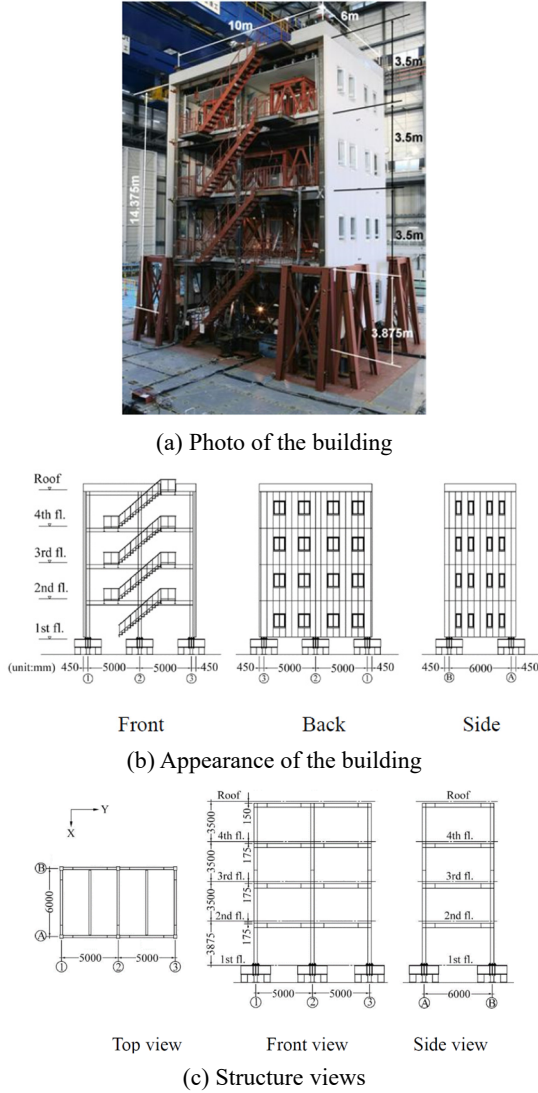 10m
6m
3.5m
3.5m
3.5m
14.375m
3.875m
(a) Photo of the building
Roof
4th fl.
3rd fl.
2nd fl.
1st fl.
(unit:mm)
450 5000 5000 450
① ② ③
450 5000 5000 450
③ ② ①
450 6000 450
Ⓑ Ⓐ
Front Back Side
(b) Appearance of the building
Y
X
Ⓑ
6000
Ⓐ
5000 5000
① ② ③
Roof
4th fl.
3rd fl.
2nd fl.
1st fl.
3500
3500
3500
3875
150
175
175
175
5000 5000
① ② ③
Roof
4th fl.
3rd fl.
2nd fl.
1st fl.
6000
Ⓐ Ⓑ
Top view Front view Side view
(c) Structure views